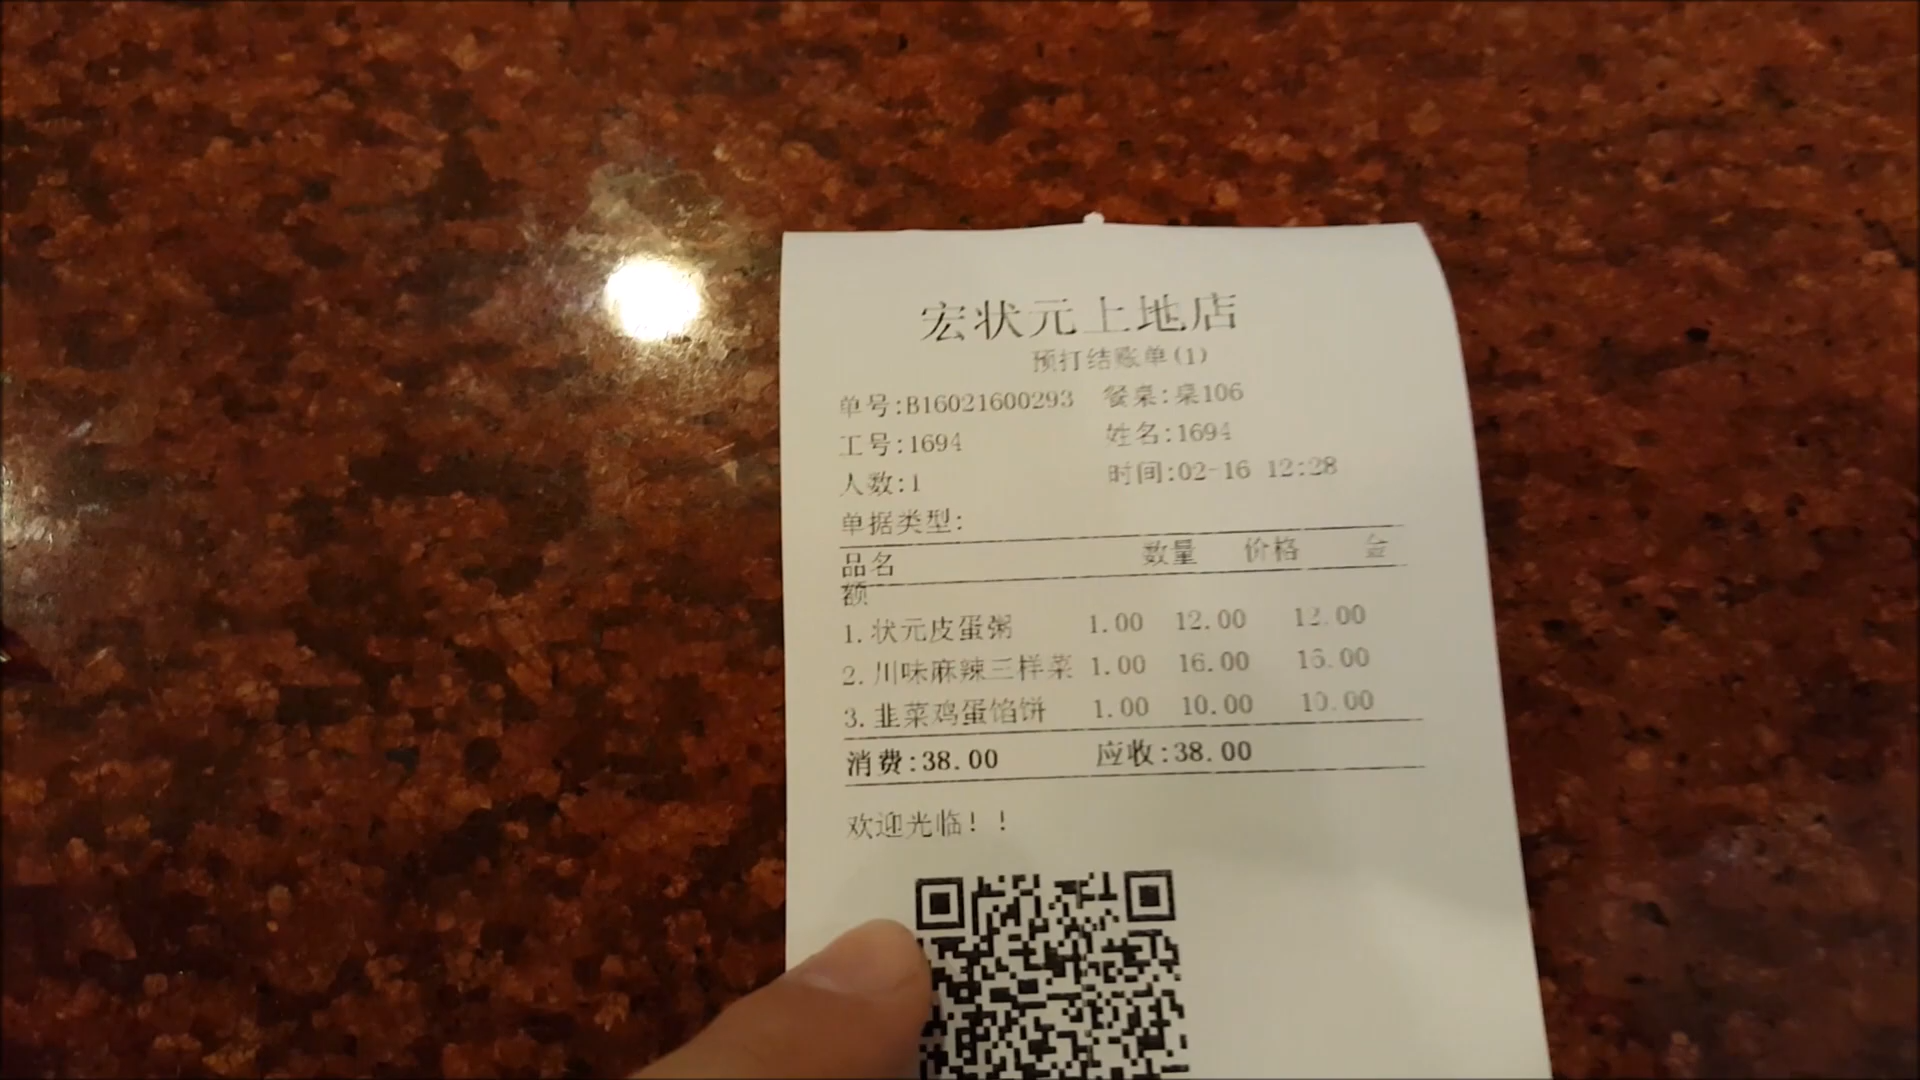 宏状元上地店
预打结账单(1)
单号:B16021600293 餐桌:桌106
工号:1694 姓名:1694
人数:1 时间:02-16 12:28
单据类型:
品名 数量 价格 金
额
1.状元皮蛋粥 1.00 12.00 12.00
2.川味麻辣三样菜 1.00 16.00 16.00
3.韭菜鸡蛋馅饼 1.00 10.00 10.00
消费:38.00 应收:38.00
欢迎光临!!